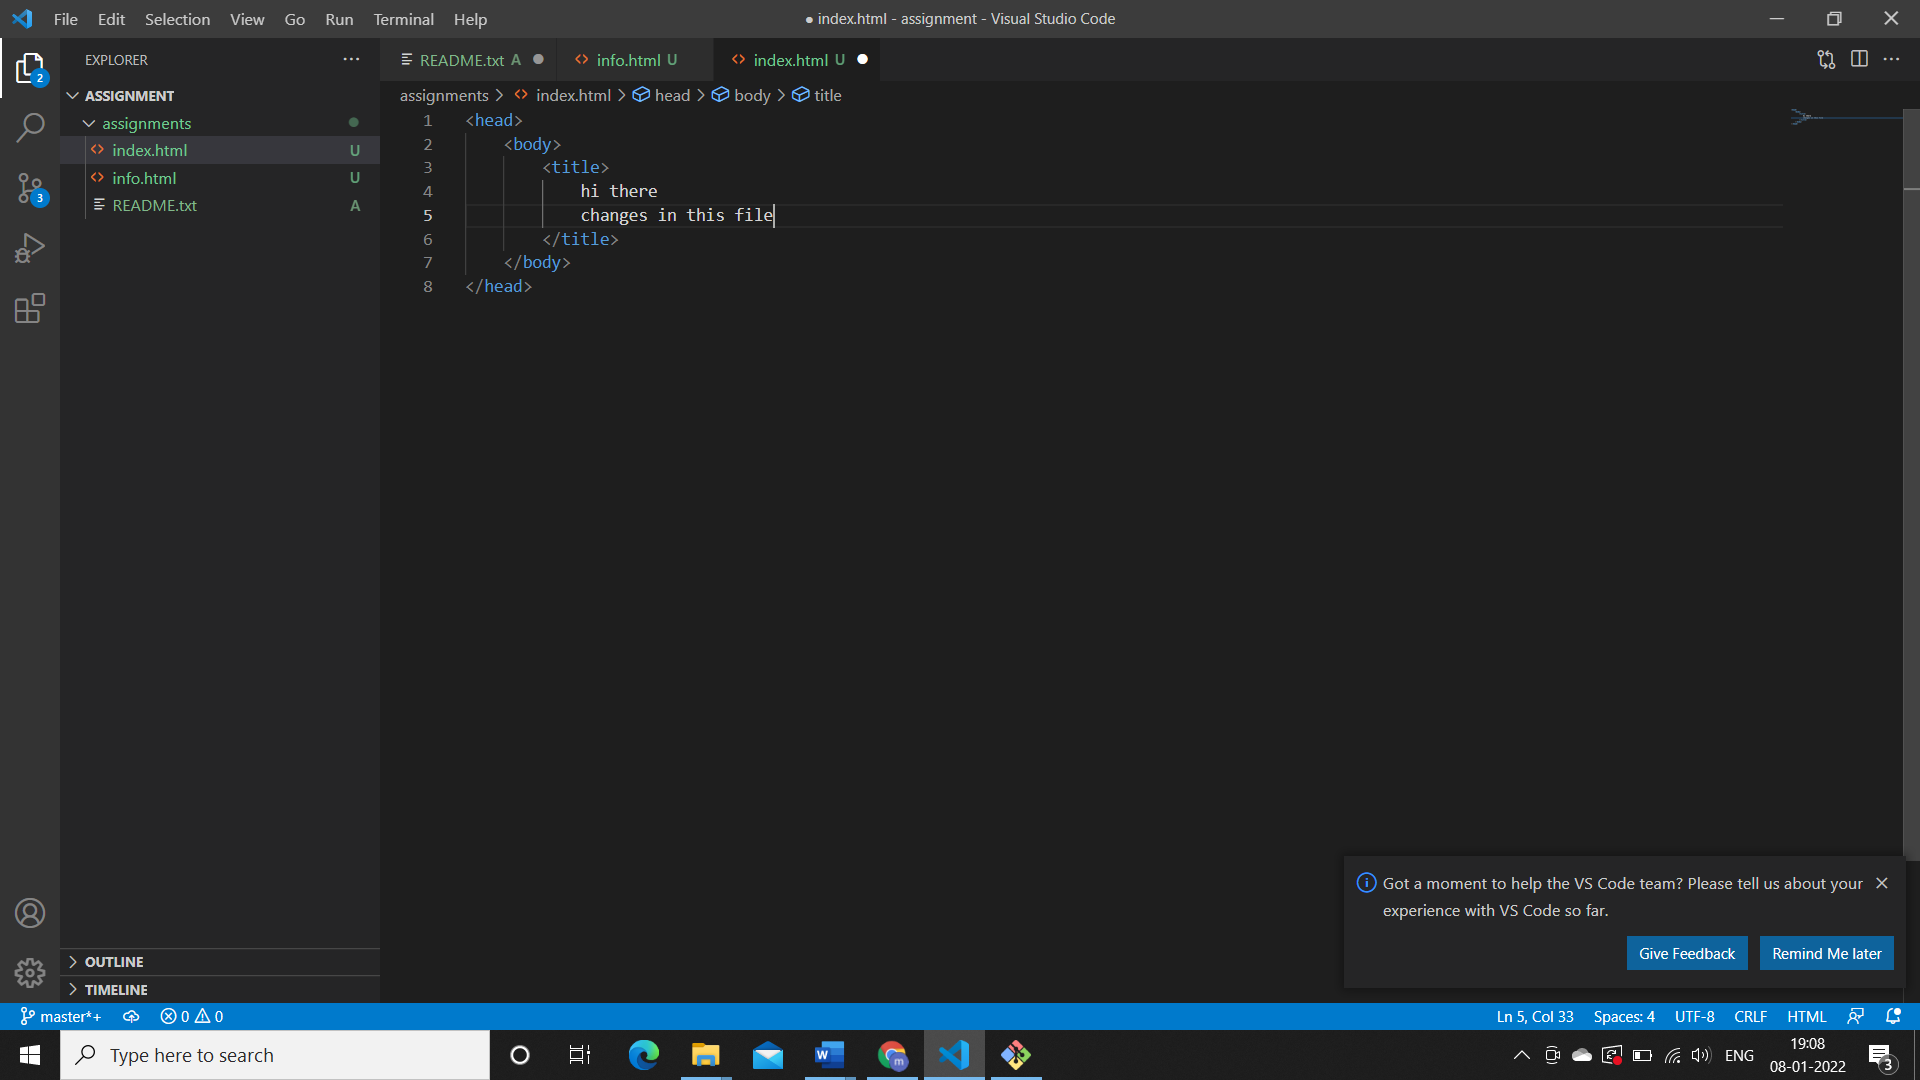 File Edit Selection View Go Run Terminal Help
● index.html - assignment - Visual Studio Code
EXPLORER
2
ASSIGNMENT
assignments
index.html U
info.html U
README.txt A
3
README.txt A
info.html U
index.html U
assignments > index.html > head > body > title
1 <head>
2 <body>
3 <title>
4 hi there
5 changes in this file
6 </title>
7 </body>
8 </head>
Got a moment to help the VS Code team? Please tell us about your
experience with VS Code so far.
Give Feedback Remind Me later
OUTLINE
TIMELINE
master*+ 0 0
Ln 5, Col 33 Spaces: 4 UTF-8 CRLF HTML
Type here to search
W
m
ENG
19:08
08-01-2022
3